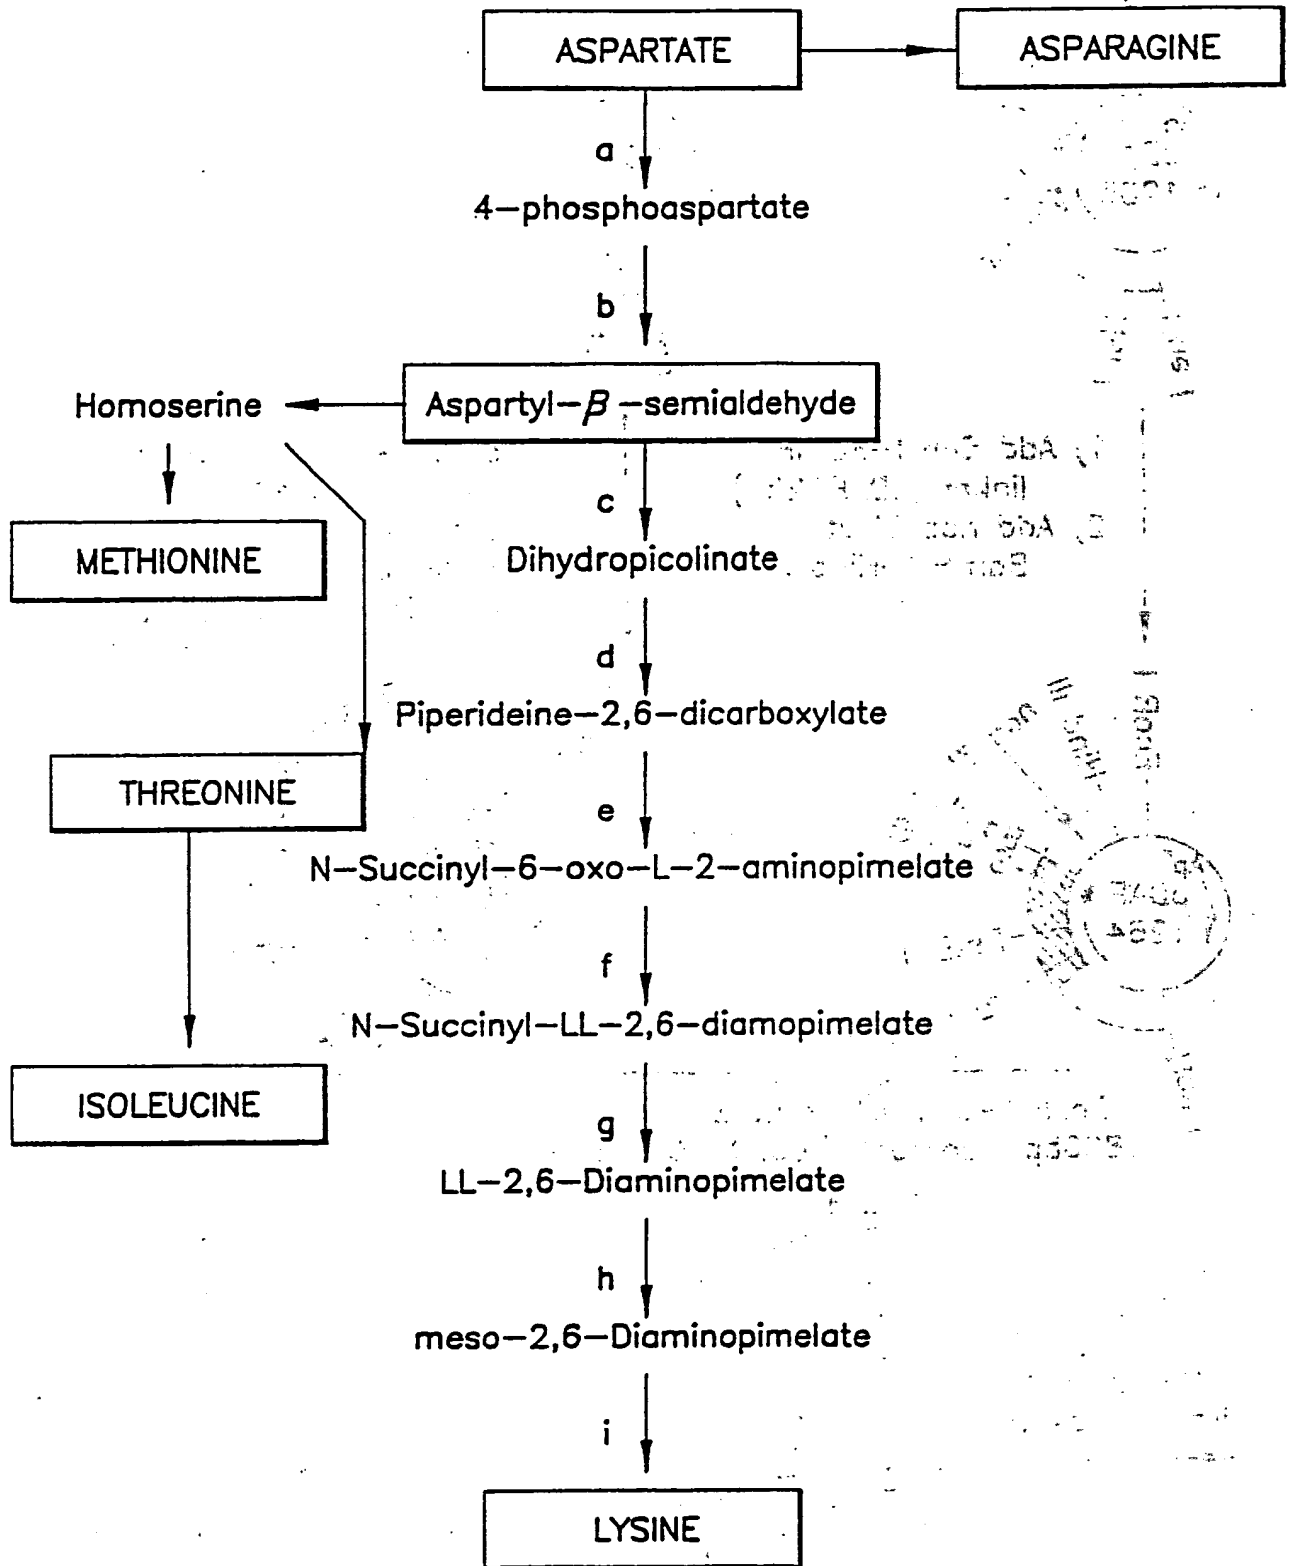 ASPARTATE
ASPARAGINE
a
4-phosphoaspartate
b
Homoserine
Aspartyl-β-semialdehyde
c
METHIONINE
Dihydropicolinate
d
Piperideine-2,6-dicarboxylate
THREONINE
e
N-Succinyl-6-oxo-L-2-aminopimelate
f
N-Succinyl-LL-2,6-diamopimelate
ISOLEUCINE
g
LL-2,6-Diaminopimelate
h
meso-2,6-Diaminopimelate
i
LYSINE